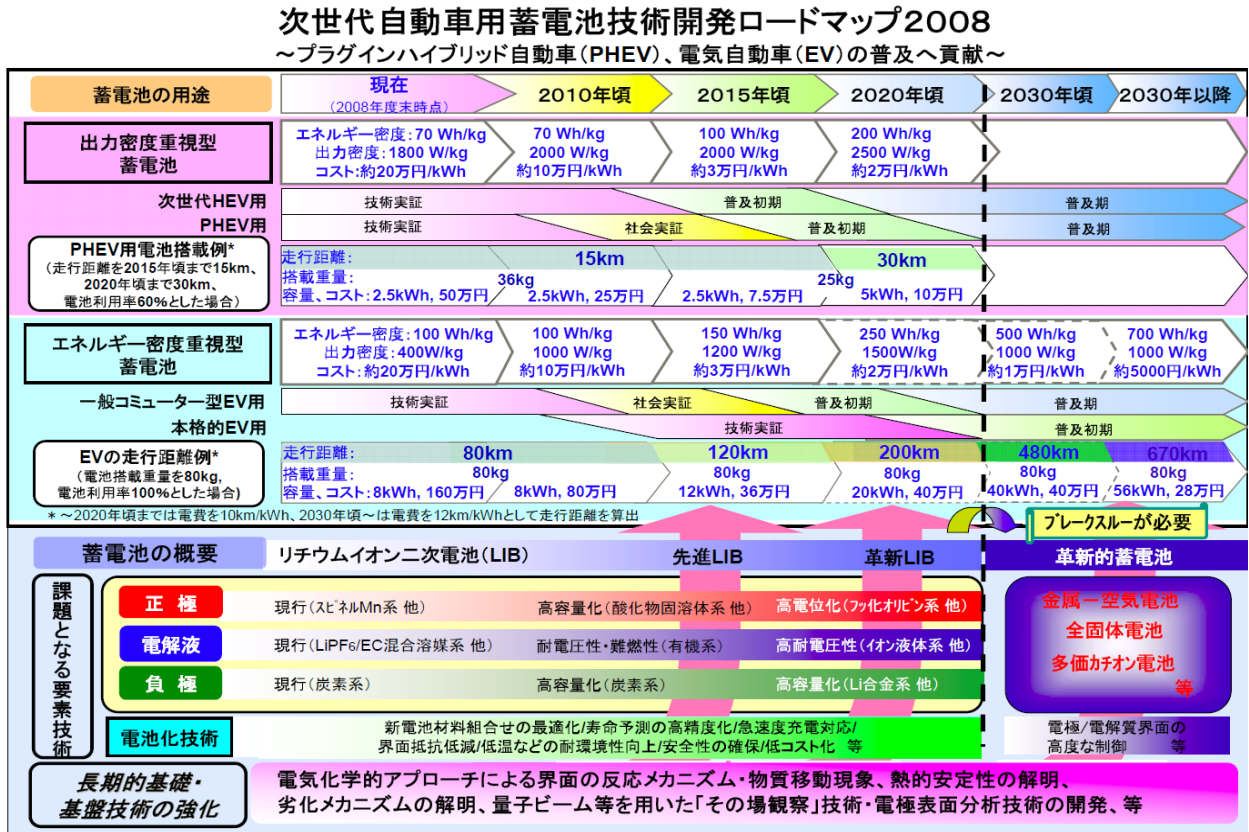 次世代自動車用蓄電池技術開発ロードマップ2008
~プラグインハイブリッド自動車(PHEV)、電気自動車(EV)の普及へ貢献~
蓄電池の用途
現在
(2008年度末時点)
2010年頃
2015年頃
2020年頃
2030年頃
2030年以降
出力密度重視型
蓄電池
エネルギー密度:70 Wh/kg
出力密度:1800 W/kg
コスト:約20万円/kWh
70 Wh/kg
2000 W/kg
約10万円/kWh
100 Wh/kg
2000 W/kg
約3万円/kWh
200 Wh/kg
2500 W/kg
約2万円/kWh
次世代HEV用
技術実証
普及初期
普及期
PHEV用
技術実証
社会実証
普及初期
普及期
PHEV用電池搭載例*
(走行距離を2015年頃まで15km、
2020年頃まで30km、
電池利用率60%とした場合)
走行距離:
15km
30km
搭載重量:
36kg
25kg
容量、コスト:2.5kWh, 50万円
2.5kWh, 25万円
2.5kWh, 7.5万円
5kWh, 10万円
エネルギー密度重視型
蓄電池
エネルギー密度:100 Wh/kg
出力密度:400W/kg
コスト:約20万円/kWh
100 Wh/kg
1000 W/kg
約10万円/kWh
150 Wh/kg
1200 W/kg
約3万円/kWh
250 Wh/kg
1500W/kg
約2万円/kWh
500 Wh/kg
1000 W/kg
約1万円/kWh
700 Wh/kg
1000 W/kg
約5000円/kWh
一般コミューター型EV用
技術実証
社会実証
普及初期
普及期
本格的EV用
技術実証
普及初期
EVの走行距離例*
(電池搭載重量を80kg,
電池利用率100%とした場合)
走行距離:
80km
120km
200km
480km
670km
搭載重量:
80kg
80kg
80kg
80kg
80kg
容量、コスト:8kWh, 160万円
8kWh, 80万円
12kWh, 36万円
20kWh, 40万円
40kWh, 40万円
56kWh, 28万円
* ~2020年頃までは電費を10km/kWh、2030年頃~は電費を12km/kWhとして走行距離を算出
ブレークスルーが必要
蓄電池の概要
リチウムイオン二次電池(LIB)
先進LIB
革新LIB
革新的蓄電池
課題となる要素技術
正 極
現行(スピネルMn系 他)
高容量化(酸化物固溶体系 他)
高電位化(フッ化オリビン系 他)
電解液
現行(LiPF6/EC混合溶媒系 他)
耐電圧性・難燃性(有機系)
高耐電圧性(イオン液体系 他)
負 極
現行(炭素系)
高容量化(炭素系)
高容量化(Li合金系 他)
金属-空気電池
全固体電池
多価カチオン電池
等
電池化技術
新電池材料組合せの最適化/寿命予測の高精度化/急速度充電対応/
界面抵抗低減/低温などの耐環境性向上/安全性の確保/低コスト化 等
電極/電解質界面の
高度な制御 等
長期的基礎・
基盤技術の強化
電気化学的アプローチによる界面の反応メカニズム・物質移動現象、熱的安定性の解明、
劣化メカニズムの解明、量子ビーム等を用いた「その場観察」技術・電極表面分析技術の開発、等